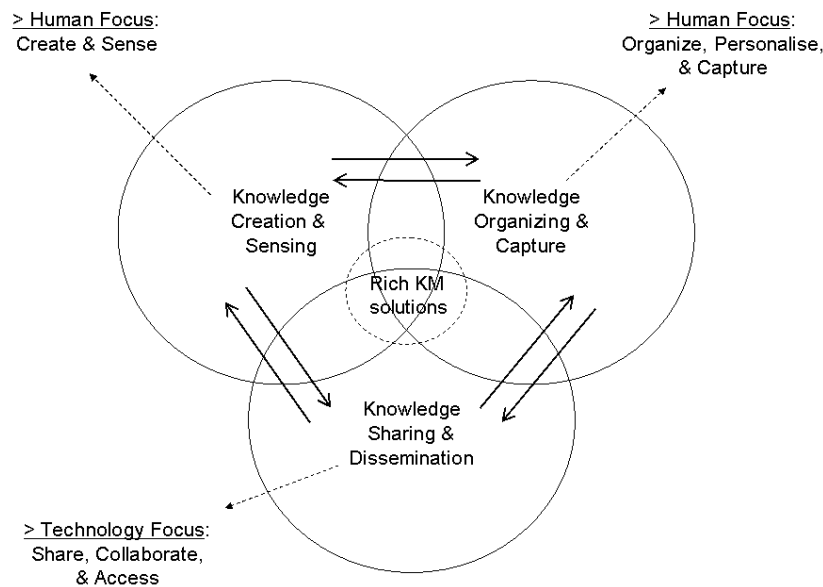 > Human Focus:
Create & Sense
> Human Focus:
Organize, Personalise,
& Capture
Knowledge
Creation &
Sensing
Knowledge
Organizing &
Capture
Rich KM
solutions
Knowledge
Sharing &
Dissemination
> Technology Focus:
Share, Collaborate,
& Access